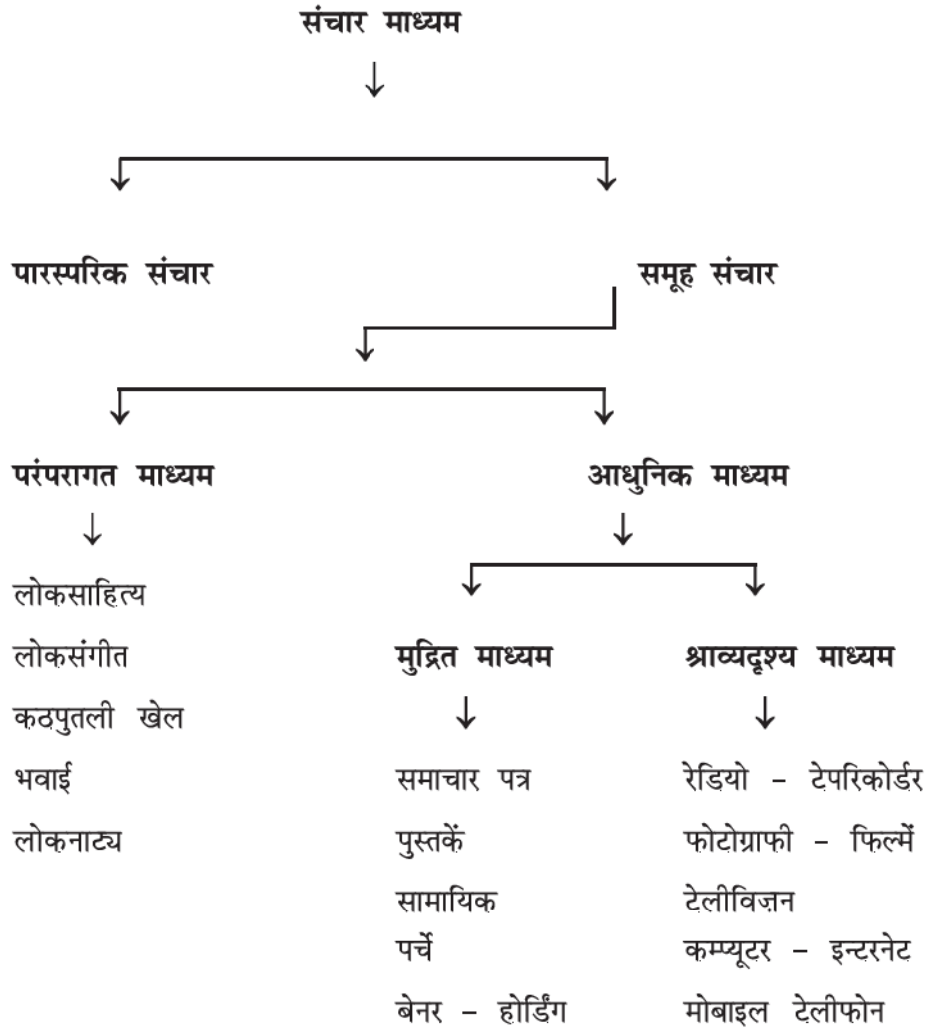 संचार माध्यम
पारस्परिक संचार
समूह संचार
परंपरागत माध्यम
आधुनिक माध्यम
लोकसाहित्य
लोकसंगीत
कठपुतली खेल
भवाई
लोकनाट्य
मुद्रित माध्यम
समाचार पत्र
पुस्तकें
सामायिक
पर्चे
बेनर – होर्डिंग
श्राव्यदृश्य माध्यम
रेडियो – टेपरिकोर्डर
फोटोग्राफी – फिल्में
टेलीविज़न
कम्प्यूटर – इन्टरनेट
मोबाइल टेलीफोन